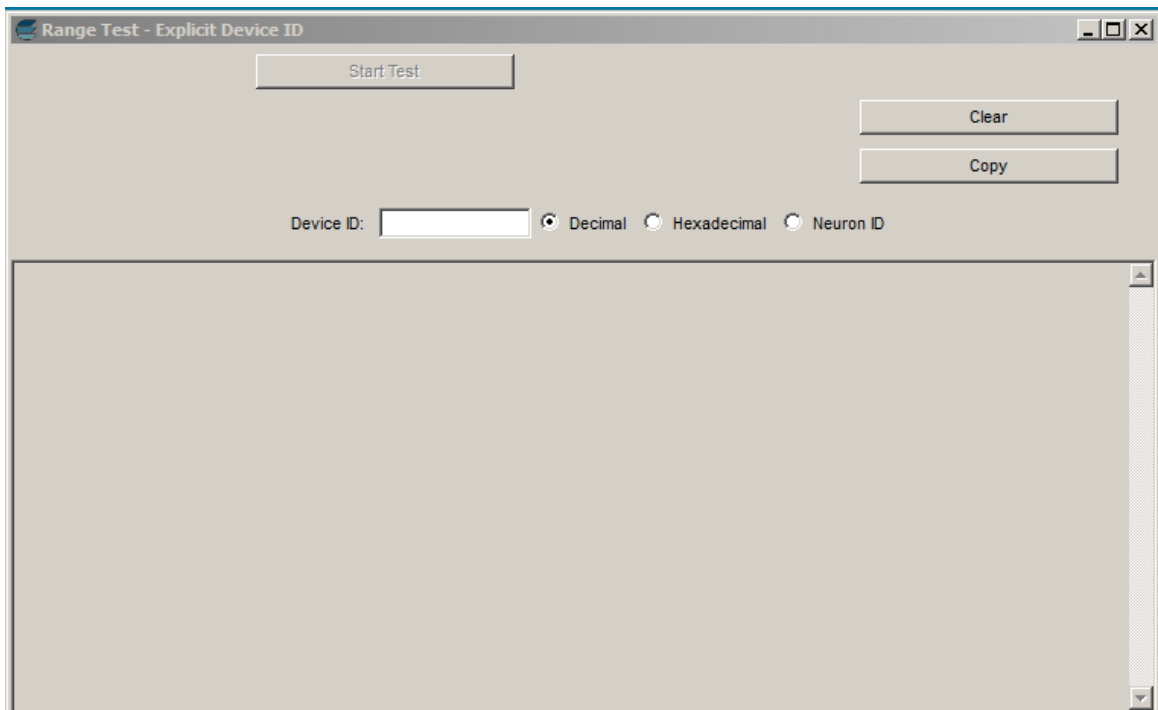 Range Test - Explicit Device ID
Start Test
Clear
Copy
Device ID: Decimal Hexadecimal Neuron ID